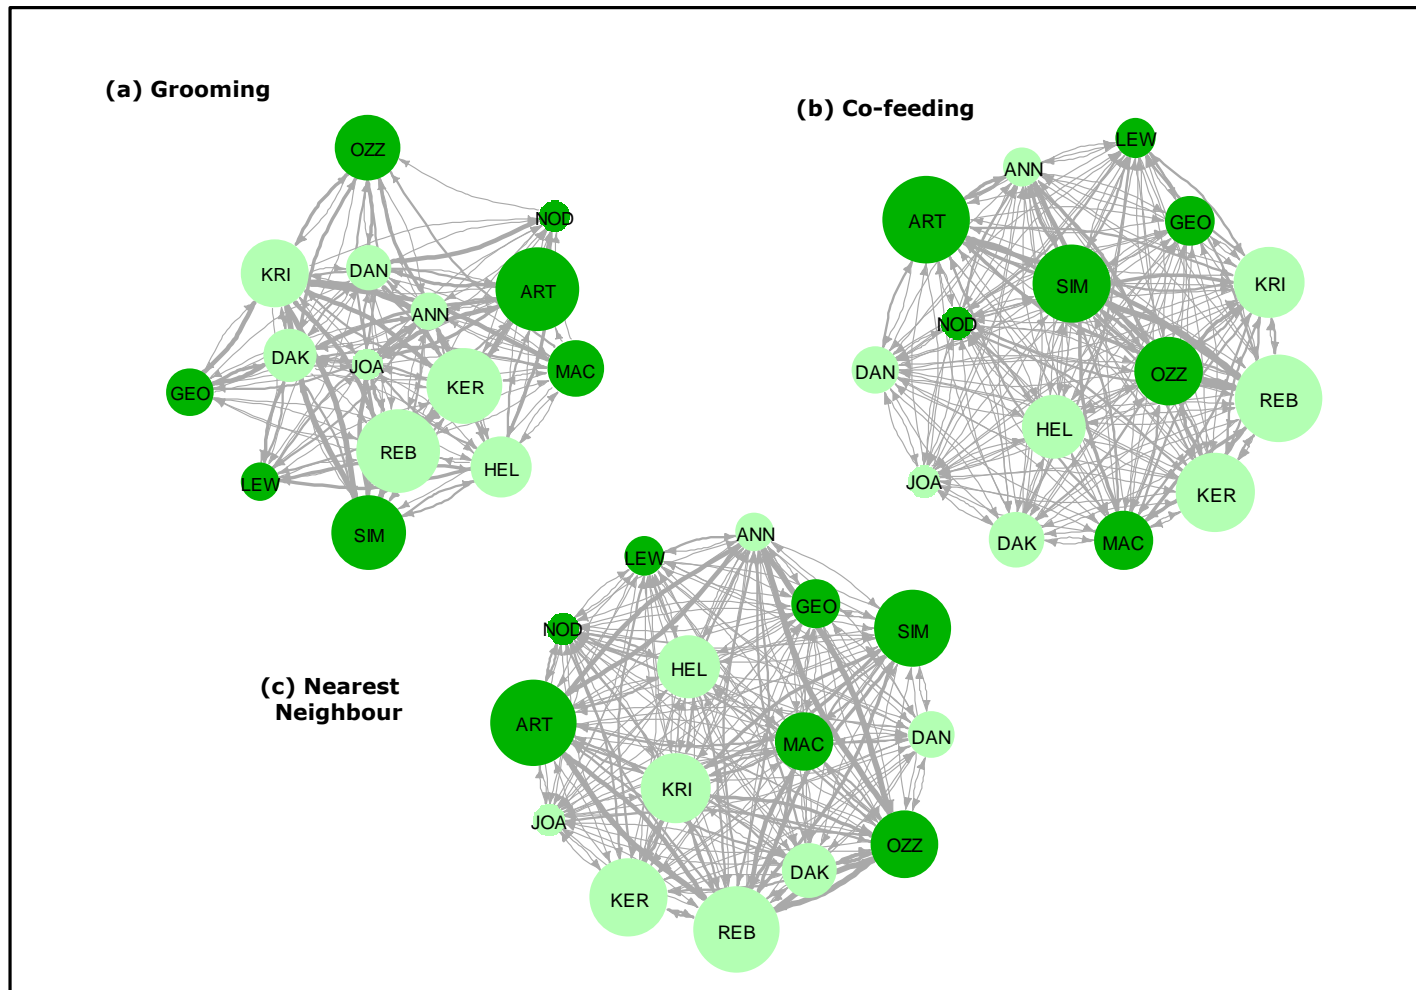 (a) Grooming
OZZ
NOD
KRI
DAN
ART
ANN
DAK
JOA
KER
MAC
GEO
REB
HEL
LEW
SIM
(b) Co-feeding
LEW
ANN
ART
GEO
SIM
KRI
NOD
DAN
OZZ
REB
HEL
JOA
KER
DAK
MAC
(c) Nearest
Neighbour
ANN
LEW
GEO
NOD
SIM
HEL
ART
MAC
DAN
KRI
JOA
OZZ
DAK
KER
REB